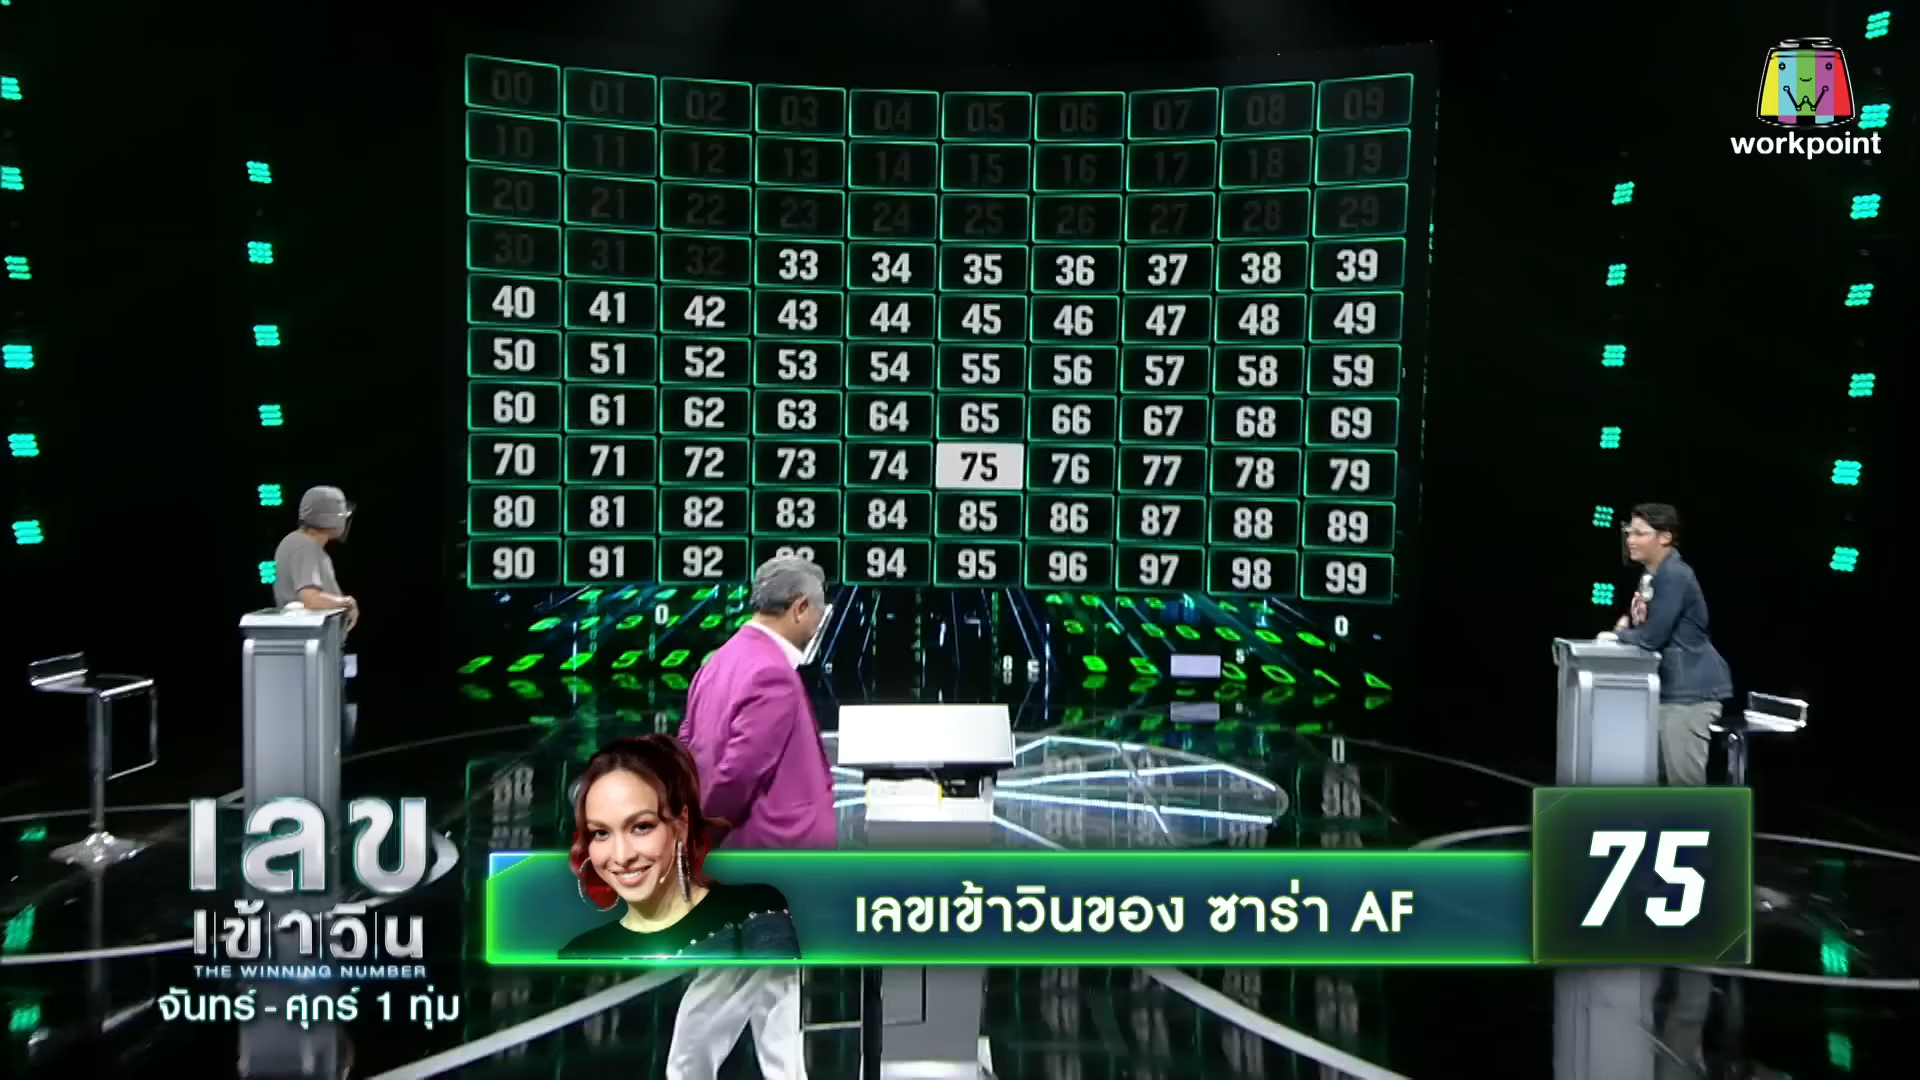 00 01 02 03 04 05 06 07 08 09
10 11 12 13 14 15 16 17 18 19
20 21 22 23 24 25 26 27 28 29
30 31 32 33 34 35 36 37 38 39
40 41 42 43 44 45 46 47 48 49
50 51 52 53 54 55 56 57 58 59
60 61 62 63 64 65 66 67 68 69
70 71 72 73 74 75 76 77 78 79
80 81 82 83 84 85 86 87 88 89
90 91 92 93 94 95 96 97 98 99
workpoint
เลข
เข้าวิน
THE WINNING NUMBER
จันทร์ - ศุกร์ 1 ทุ่ม
เลขเข้าวินของ ซาร่า AF
75